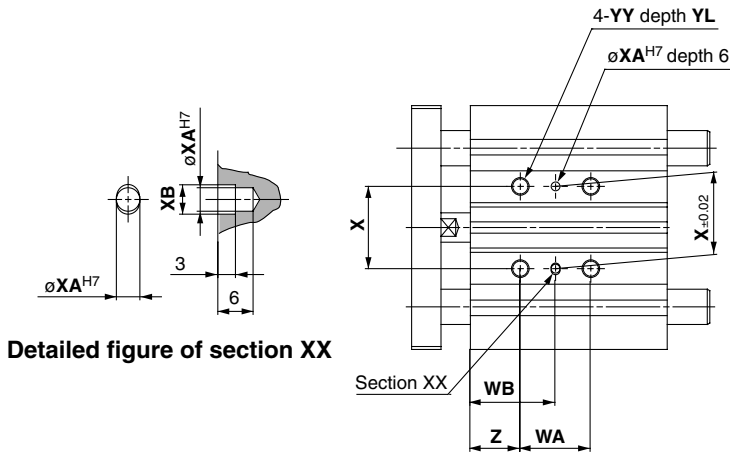 4-YY depth YL
øXAH7 depth 6
øXAH7
XB
3
6
øXAH7
Detailed figure of section XX
X
X±0.02
Section XX
WB
Z
WA